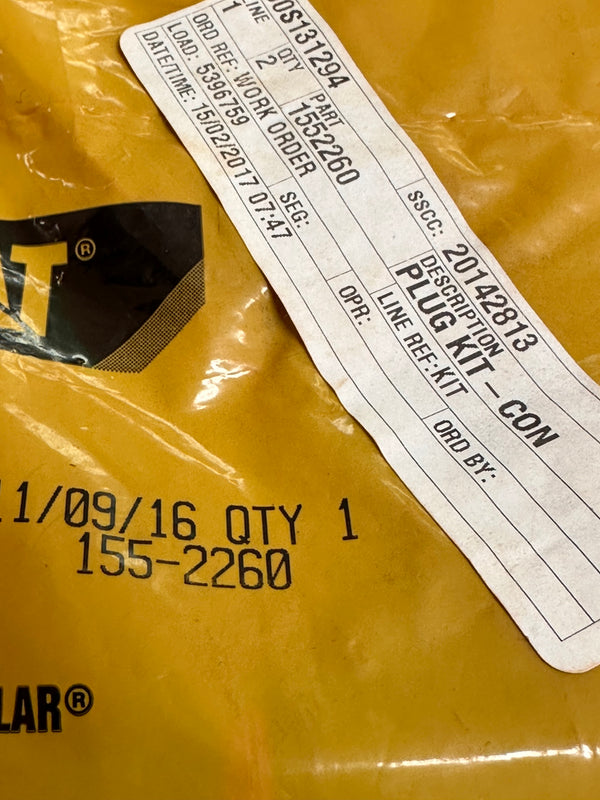 00S131294
LINE QTY PART SSCC: 20142813
1 2 1552260 DESCRIPTION
PLUG KIT – CON
ORD REF: WORK ORDER LINE REF:KIT
LOAD: 5396759 SEG: OPR: ORD BY:
DATE/TIME: 15/02/2017 07:47
AT®
11/09/16 QTY 1
155-2260
LAR®